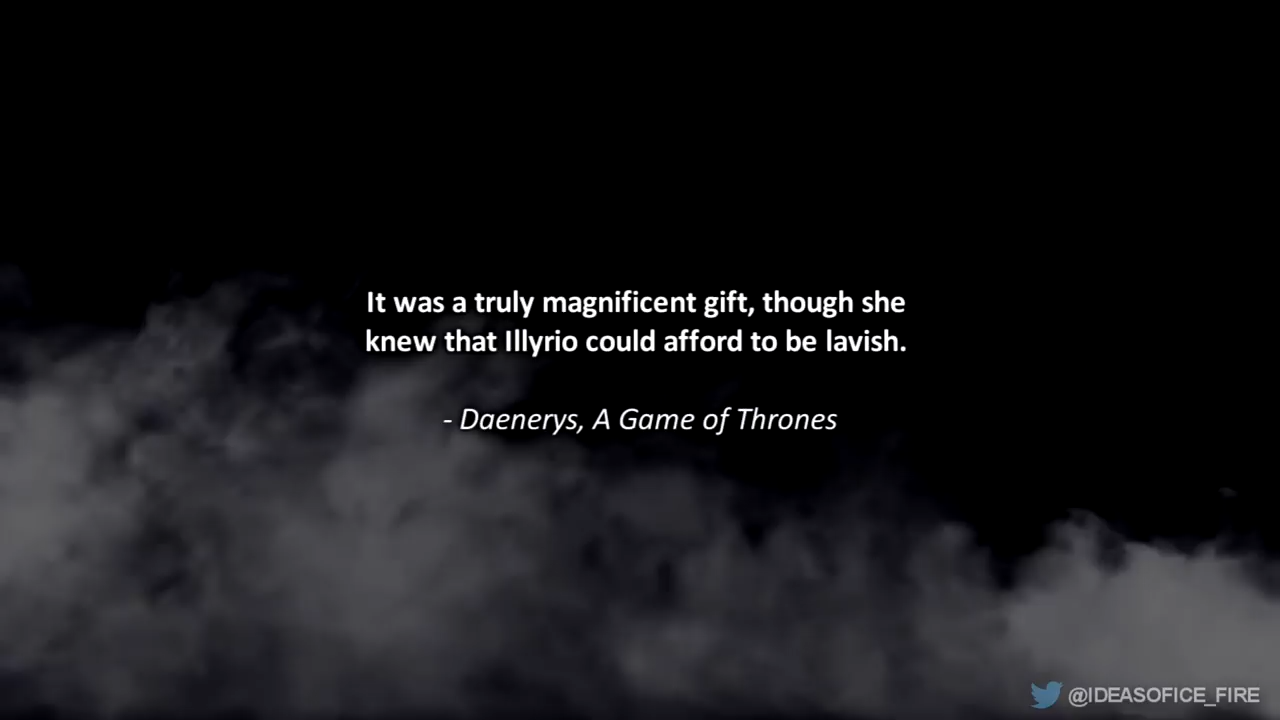 It was a truly magnificent gift, though she
knew that Illyrio could afford to be lavish.
- Daenerys, A Game of Thrones
@IDEASOFICE_FIRE